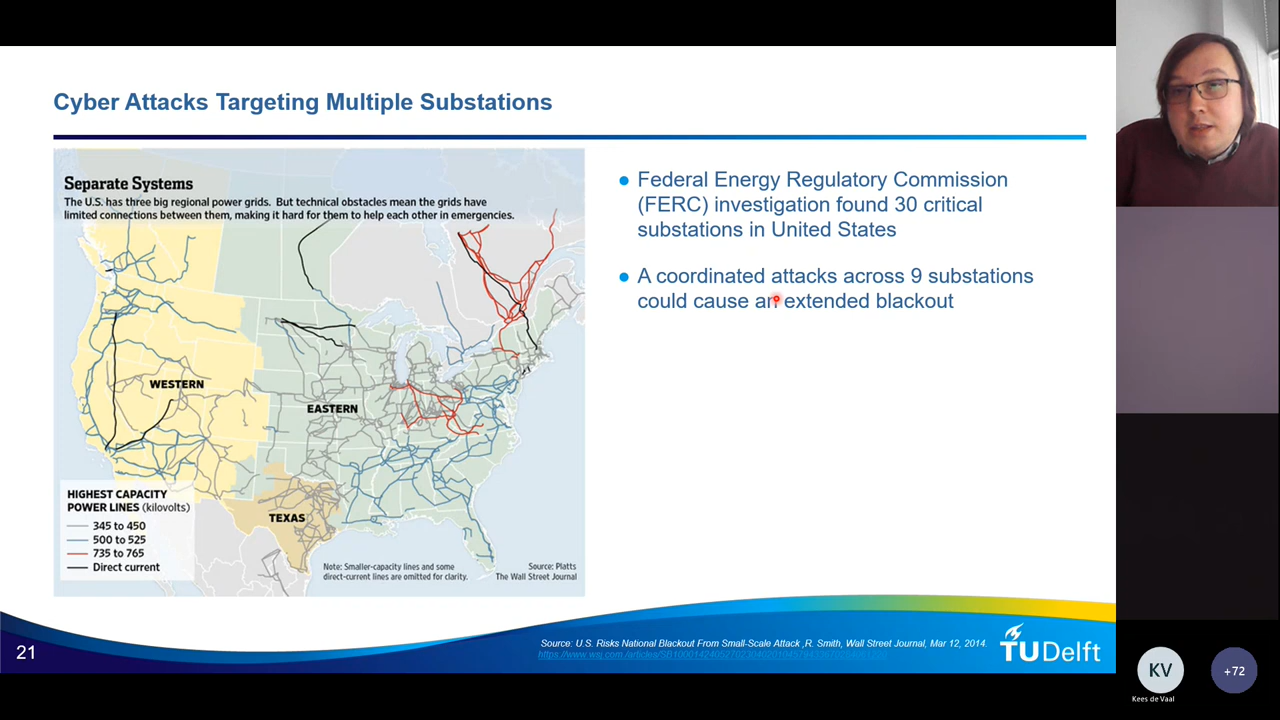 Cyber Attacks Targeting Multiple Substations
Separate Systems
The U.S. has three big regional power grids. But technical obstacles mean the grids have
limited connections between them, making it hard for them to help each other in emergencies.
WESTERN
EASTERN
TEXAS
HIGHEST CAPACITY
POWER LINES (kilovolts)
345 to 450
500 to 525
735 to 765
Direct current
Note: Smaller-capacity lines and some
direct-current lines are omitted for clarity.
Source: Platts
The Wall Street Journal
Federal Energy Regulatory Commission
(FERC) investigation found 30 critical
substations in United States
A coordinated attacks across 9 substations
could cause an extended blackout
21
Source: U.S. Risks National Blackout From Small-Scale Attack ,R. Smith, Wall Street Journal, Mar 12, 2014.
TUDelft
KV
Kees de Vaal
+72